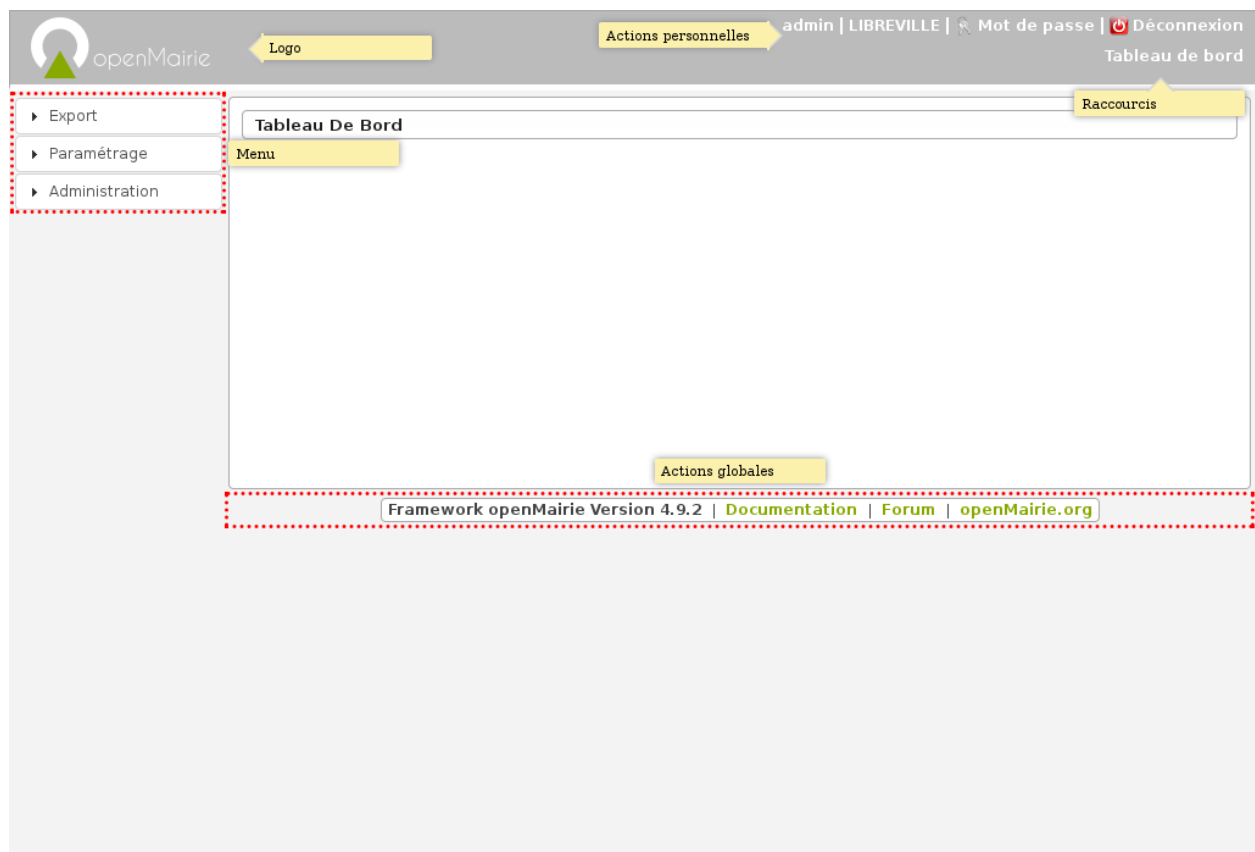 openMairie
Logo
Actions personnelles
admin | LIBREVILLE | Mot de passe | Déconnexion
Tableau de bord
Raccourcis
Export
Paramétrage
Administration
Tableau De Bord
Menu
Actions globales
Framework openMairie Version 4.9.2 | Documentation | Forum | openMairie.org